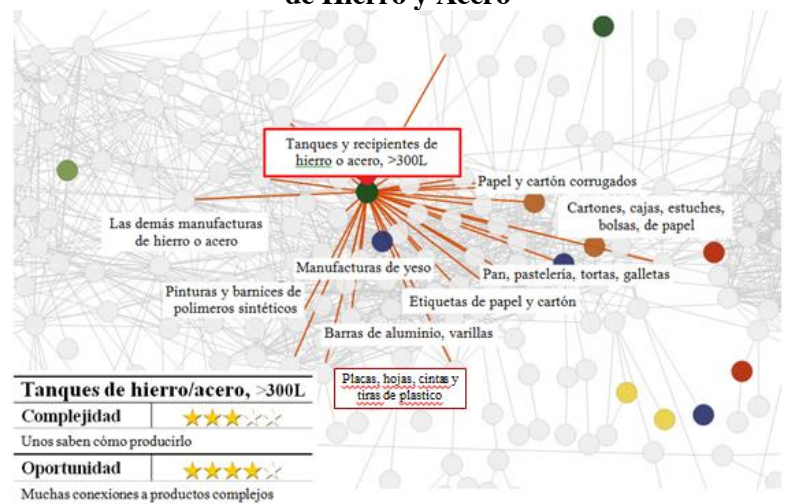 de Hierro y Acero
Tanques y recipientes de
hierro o acero, >300L
Papel y cartón corrugados
Cartones, cajas, estuches,
bolsas, de papel
Las demás manufacturas
de hierro o acero
Manufacturas de yeso
Pan, pastelería, tortas, galletas
Pinturas y barnices de
polímeros sintéticos
Etiquetas de papel y cartón
Barras de aluminio, varillas
Placas, hojas, cintas y
tiras de plastico
Tanques de hierro/acero, >300L
Complejidad
Unos saben cómo producirlo
Oportunidad
Muchas conexiones a productos complejos